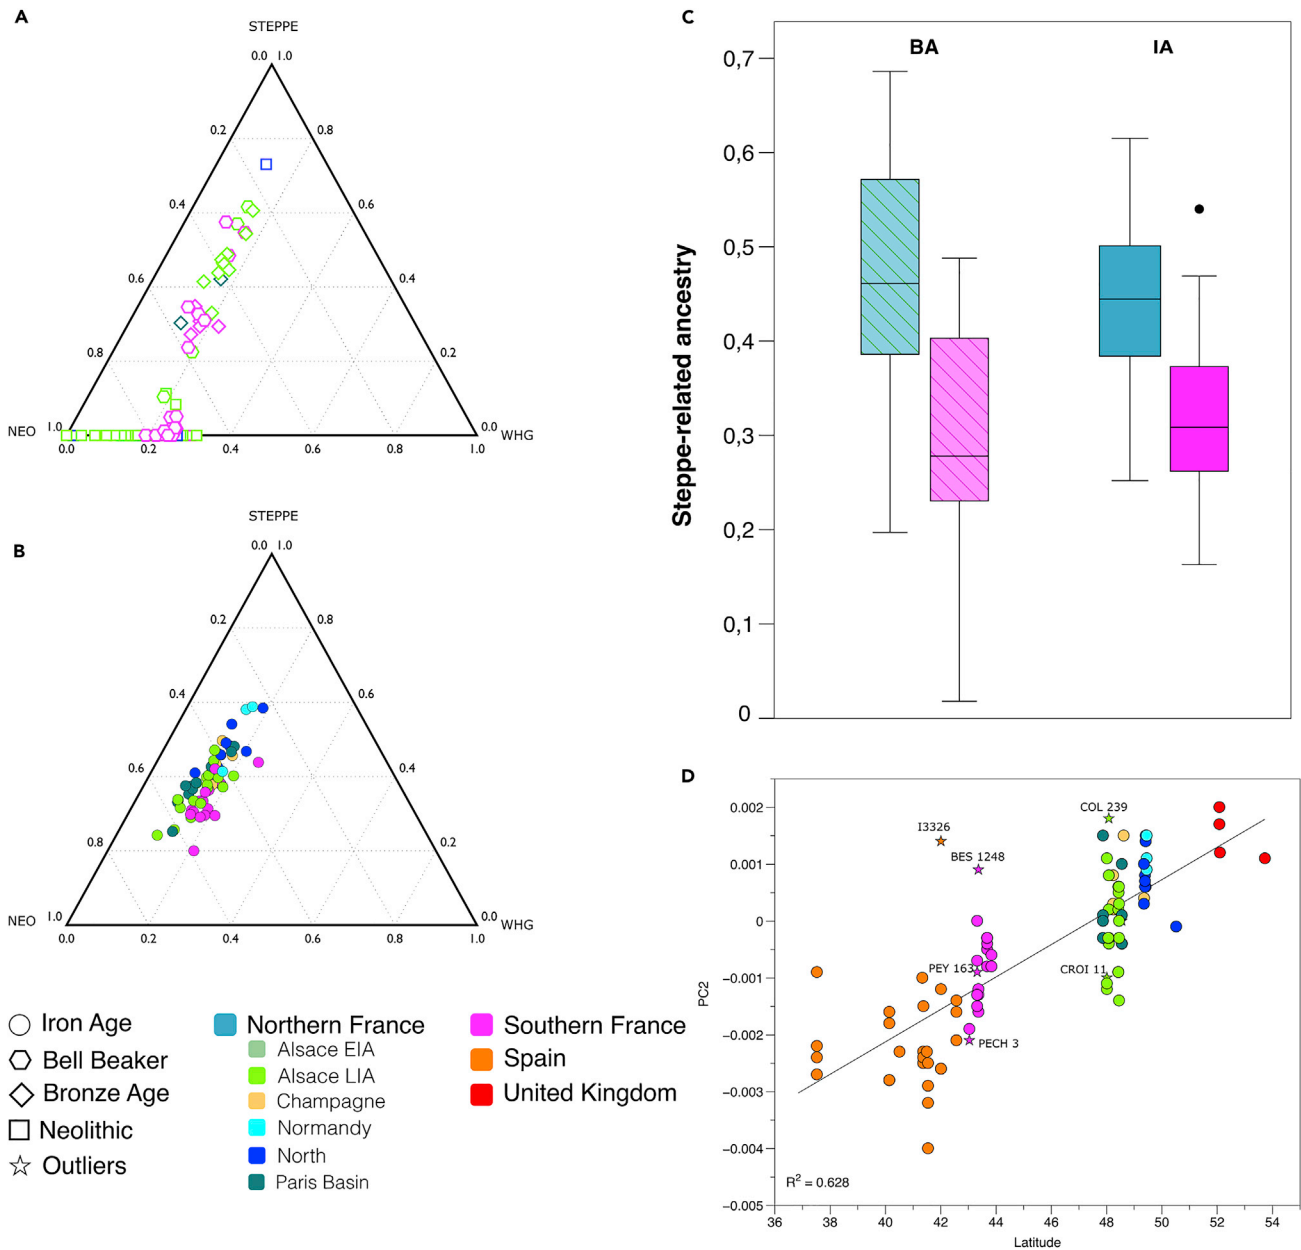 A
STEPPE
0.0 1.0
0.2 0.8
0.4 0.6
0.6 0.4
0.8 0.2
NEO 1.0 0.0 WHG
0.0 0.2 0.4 0.6 0.8 1.0
B
STEPPE
0.0 1.0
0.2 0.8
0.4 0.6
0.6 0.4
0.8 0.2
NEO 1.0 0.0 WHG
0.0 0.2 0.4 0.6 0.8 1.0
Iron Age
Bell Beaker
Bronze Age
Neolithic
Outliers
Northern France
Alsace EIA
Alsace LIA
Champagne
Normandy
North
Paris Basin
Southern France
Spain
United Kingdom
C
BA IA
Steppe-related ancestry
0,7
0,6
0,5
0,4
0,3
0,2
0,1
0
D
PC2
0.002
0.001
0
−0.001
−0.002
−0.003
−0.004
−0.005
COL 239
I3326
BES 1248
PEY 163
CROI 11
PECH 3
R2 = 0.628
36 38 40 42 44 46 48 50 52 54
Latitude